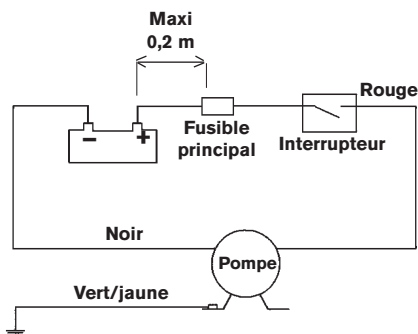 Maxi
0,2 m
Rouge
– +
Fusible
principal
Interrupteur
Noir
Pompe
Vert/jaune